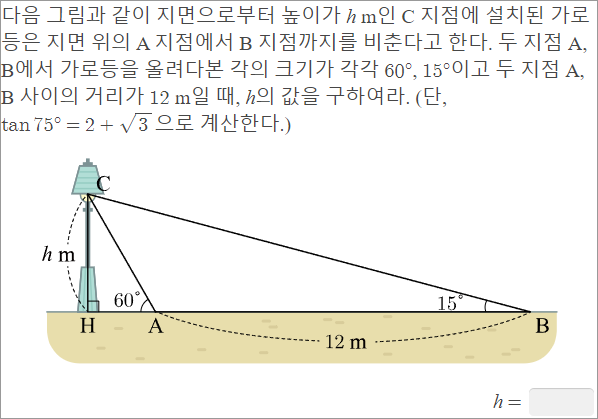 다음 그림과 같이 지면으로부터 높이가 h m인 C 지점에 설치된 가로
등은 지면 위의 A 지점에서 B 지점까지를 비춘다고 한다. 두 지점 A,
B에서 가로등을 올려다본 각의 크기가 각각 60°, 15°이고 두 지점 A,
B 사이의 거리가 12 m일 때, h의 값을 구하여라. (단,
tan 75° = 2 + √3 으로 계산한다.)
C
h m
60°
15°
H
A
B
12 m
h =